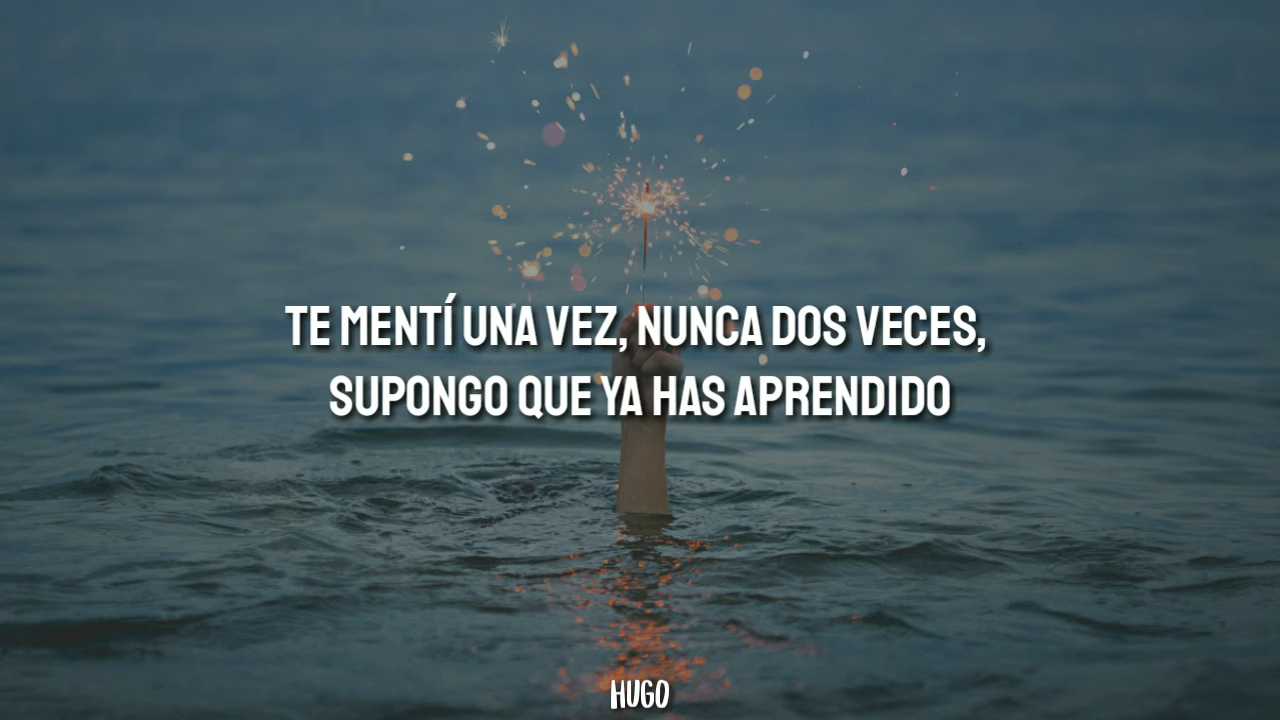 TE MENTÍ UNA VEZ, NUNCA DOS VECES,
SUPONGO QUE YA HAS APRENDIDO
HUGO